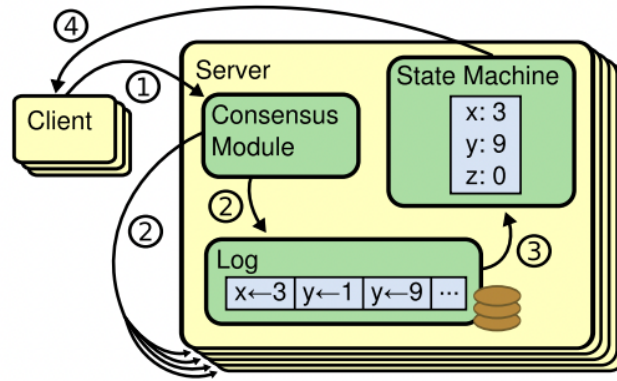 ④
①
Server
State Machine
Client
Consensus
Module
x: 3
y: 9
z: 0
②
②
③
Log
x←3 y←1 y←9 ...